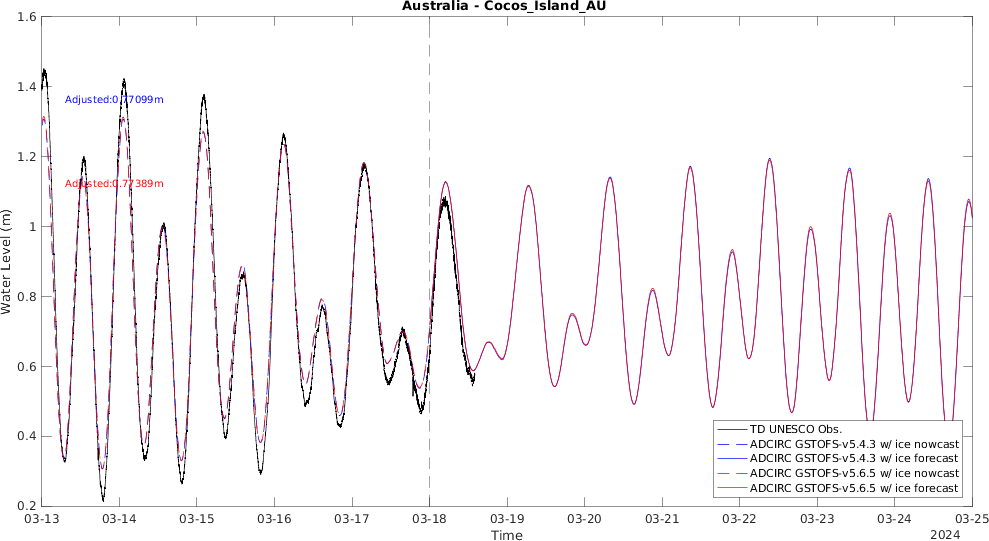 Australia - Cocos_Island_AU
1.6
1.4
1.2
1
0.8
0.6
0.4
0.2
Water Level (m)
Adjusted:0.77099m
Adjusted:0.77389m
TD UNESCO Obs.
ADCIRC GSTOFS-v5.4.3 w/ ice nowcast
ADCIRC GSTOFS-v5.4.3 w/ ice forecast
ADCIRC GSTOFS-v5.6.5 w/ ice nowcast
ADCIRC GSTOFS-v5.6.5 w/ ice forecast
03-13 03-14 03-15 03-16 03-17 03-18 03-19 03-20 03-21 03-22 03-23 03-24 03-25
Time
2024